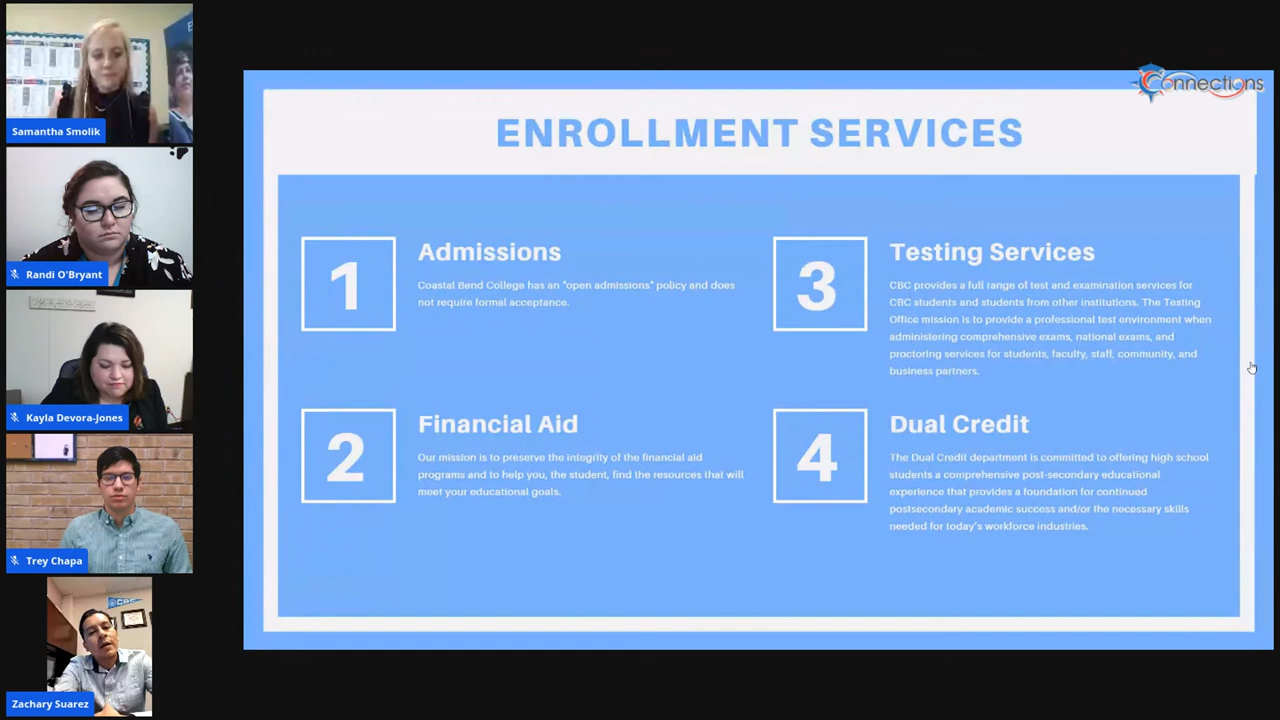 Samantha Smolik
Randi O'Bryant
Kayla Devora-Jones
Trey Chapa
Zachary Suarez
Connections
ENROLLMENT SERVICES
1
Admissions
Coastal Bend College has an "open admissions" policy and does
not require formal acceptance.
2
Financial Aid
Our mission is to preserve the integrity of the financial aid
programs and to help you, the student, find the resources that will
meet your educational goals.
3
Testing Services
CBC provides a full range of test and examination services for
CBC students and students from other institutions. The Testing
Office mission is to provide a professional test environment when
administering comprehensive exams, national exams, and
proctoring services for students, faculty, staff, community, and
business partners.
4
Dual Credit
The Dual Credit department is committed to offering high school
students a comprehensive post-secondary educational
experience that provides a foundation for continued
postsecondary academic success and/or the necessary skills
needed for today's workforce industries.